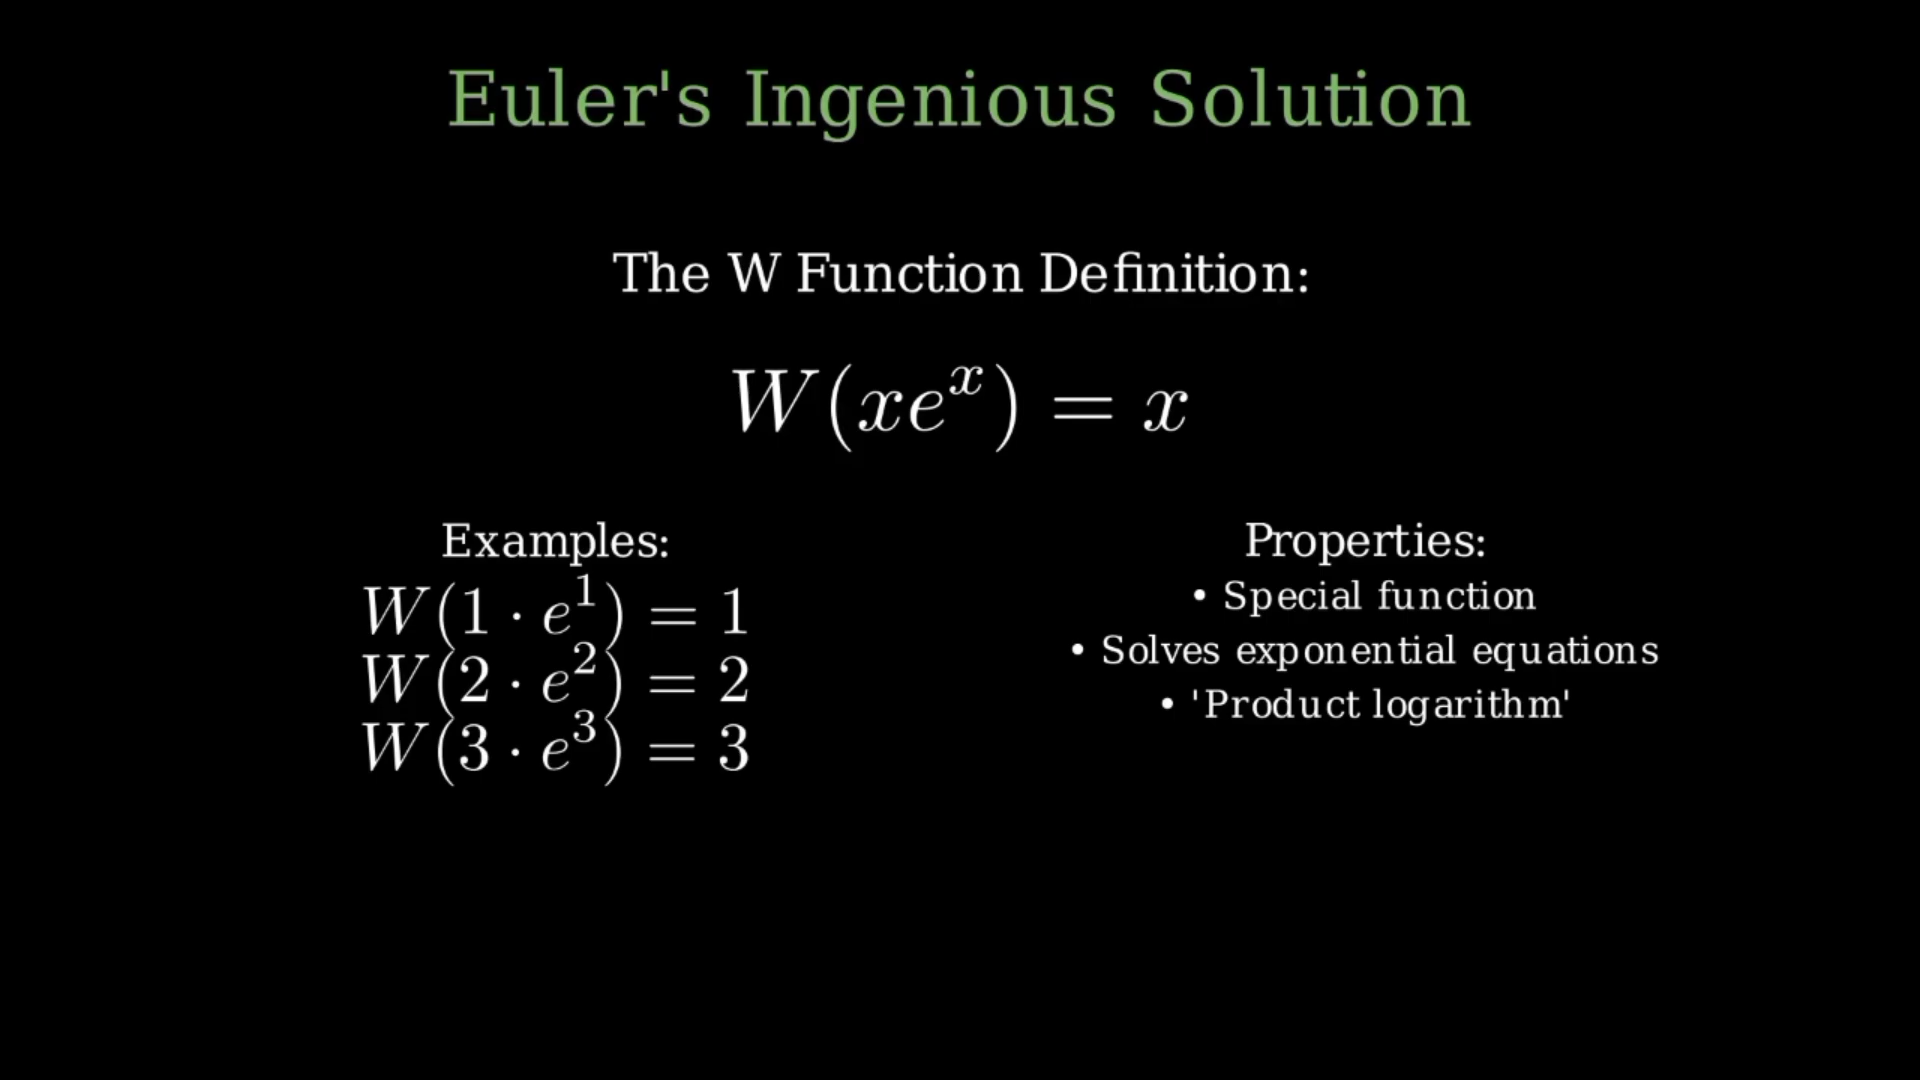 Euler's Ingenious Solution
The W Function Definition:
W(xe^x) = x
Examples:
W(1 · e^1) = 1
W(2 · e^2) = 2
W(3 · e^3) = 3
Properties:
• Special function
• Solves exponential equations
• 'Product logarithm'